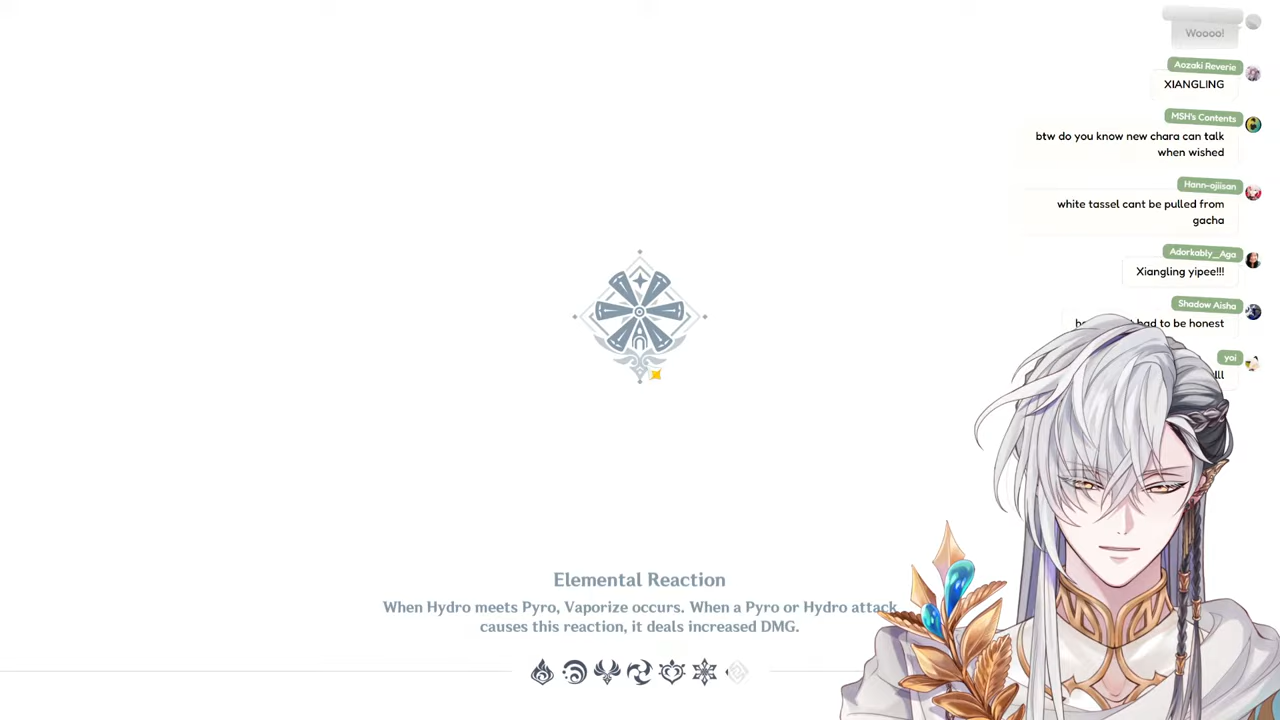 Woooo!
Aozaki Reverie
XIANGLING
MSH's Contents
btw do you know new chara can talk
when wished
Hann-ojiisan
white tassel cant be pulled from
gacha
Adorkably_Aga
Xiangling yipee!!!
Shadow Aisha
had to be honest
yoi
Elemental Reaction
When Hydro meets Pyro, Vaporize occurs. When a Pyro or Hydro attack
causes this reaction, it deals increased DMG.